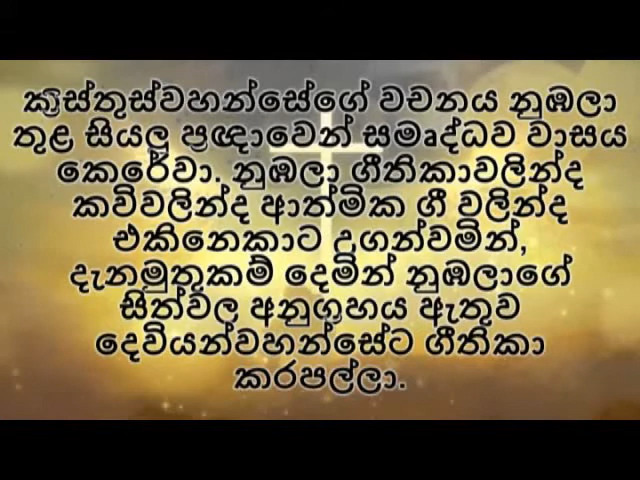 ක්‍රිස්තුස්වහන්සේගේ වචනය නුඹලා
තුළ සියලු ප්‍රඥාවෙන් සමෘද්ධව වාසය
කෙරේවා. නුඹලා ගීතිකාවලින්ද
කවිවලින්ද ආත්මික ගී වලින්ද
එකිනෙකාට උගන්වමින්,
දැනමුතුකම් දෙමින් නුඹලාගේ
සිත්වල අනුග්‍රහය ඇතුව
දෙවියන්වහන්සේට ගීතිකා
කරපල්ලා.